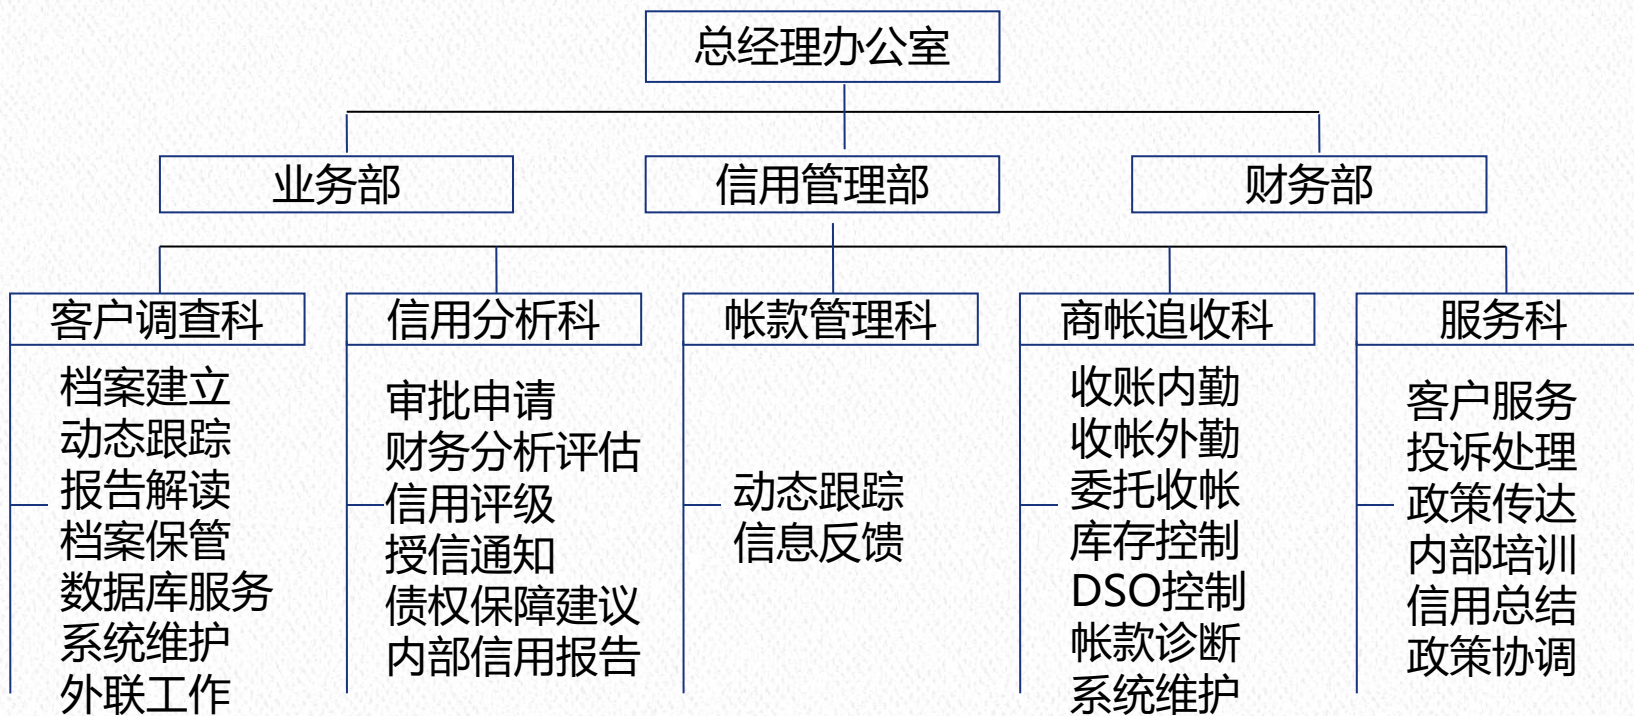 总经理办公室
业务部
信用管理部
财务部
客户调查科
档案建立
动态跟踪
报告解读
档案保管
数据库服务
系统维护
外联工作
信用分析科
审批申请
财务分析评估
信用评级
授信通知
债权保障建议
内部信用报告
帐款管理科
动态跟踪
信息反馈
商帐追收科
收账内勤
收帐外勤
委托收帐
库存控制
DSO控制
帐款诊断
系统维护
服务科
客户服务
投诉处理
政策传达
内部培训
信用总结
政策协调